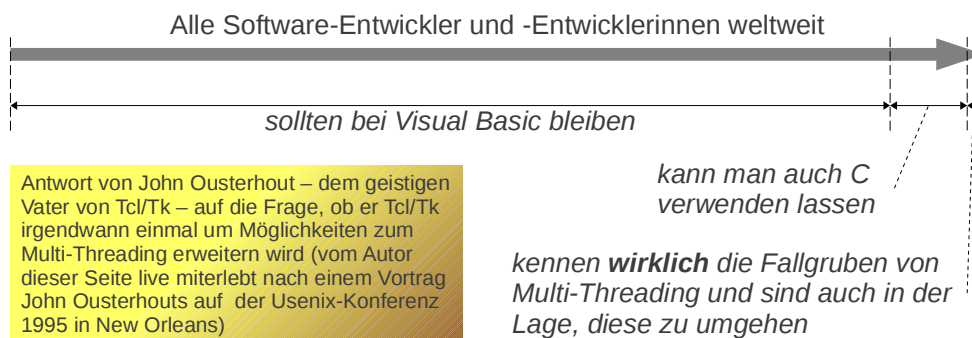 Alle Software-Entwickler und -Entwicklerinnen weltweit
sollten bei Visual Basic bleiben
kann man auch C
verwenden lassen
Antwort von John Ousterhout – dem geistigen
Vater von Tcl/Tk – auf die Frage, ob er Tcl/Tk
irgendwann einmal um Möglichkeiten zum
Multi-Threading erweitern wird (vom Autor
dieser Seite live miterlebt nach einem Vortrag
John Ousterhouts auf der Usenix-Konferenz
1995 in New Orleans)
kennen wirklich die Fallgruben von
Multi-Threading und sind auch in der
Lage, diese zu umgehen